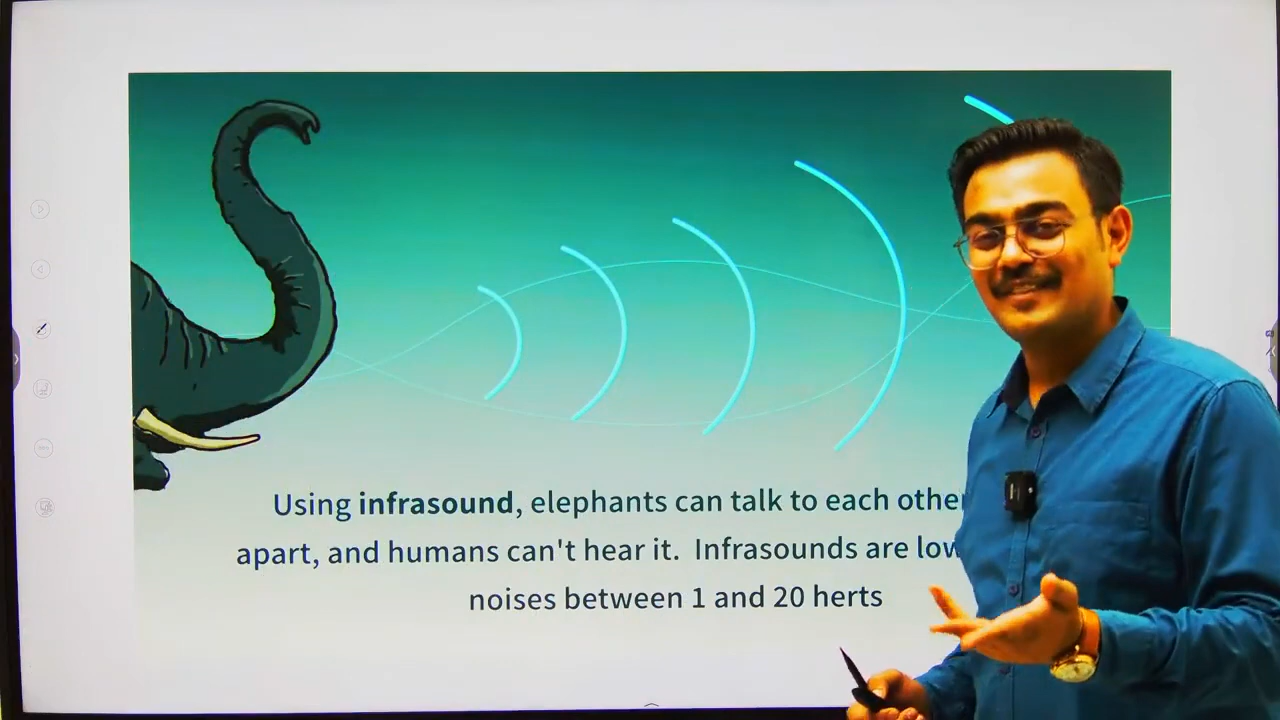 Using infrasound, elephants can talk to each other
apart, and humans can't hear it. Infrasounds are
noises between 1 and 20 herts